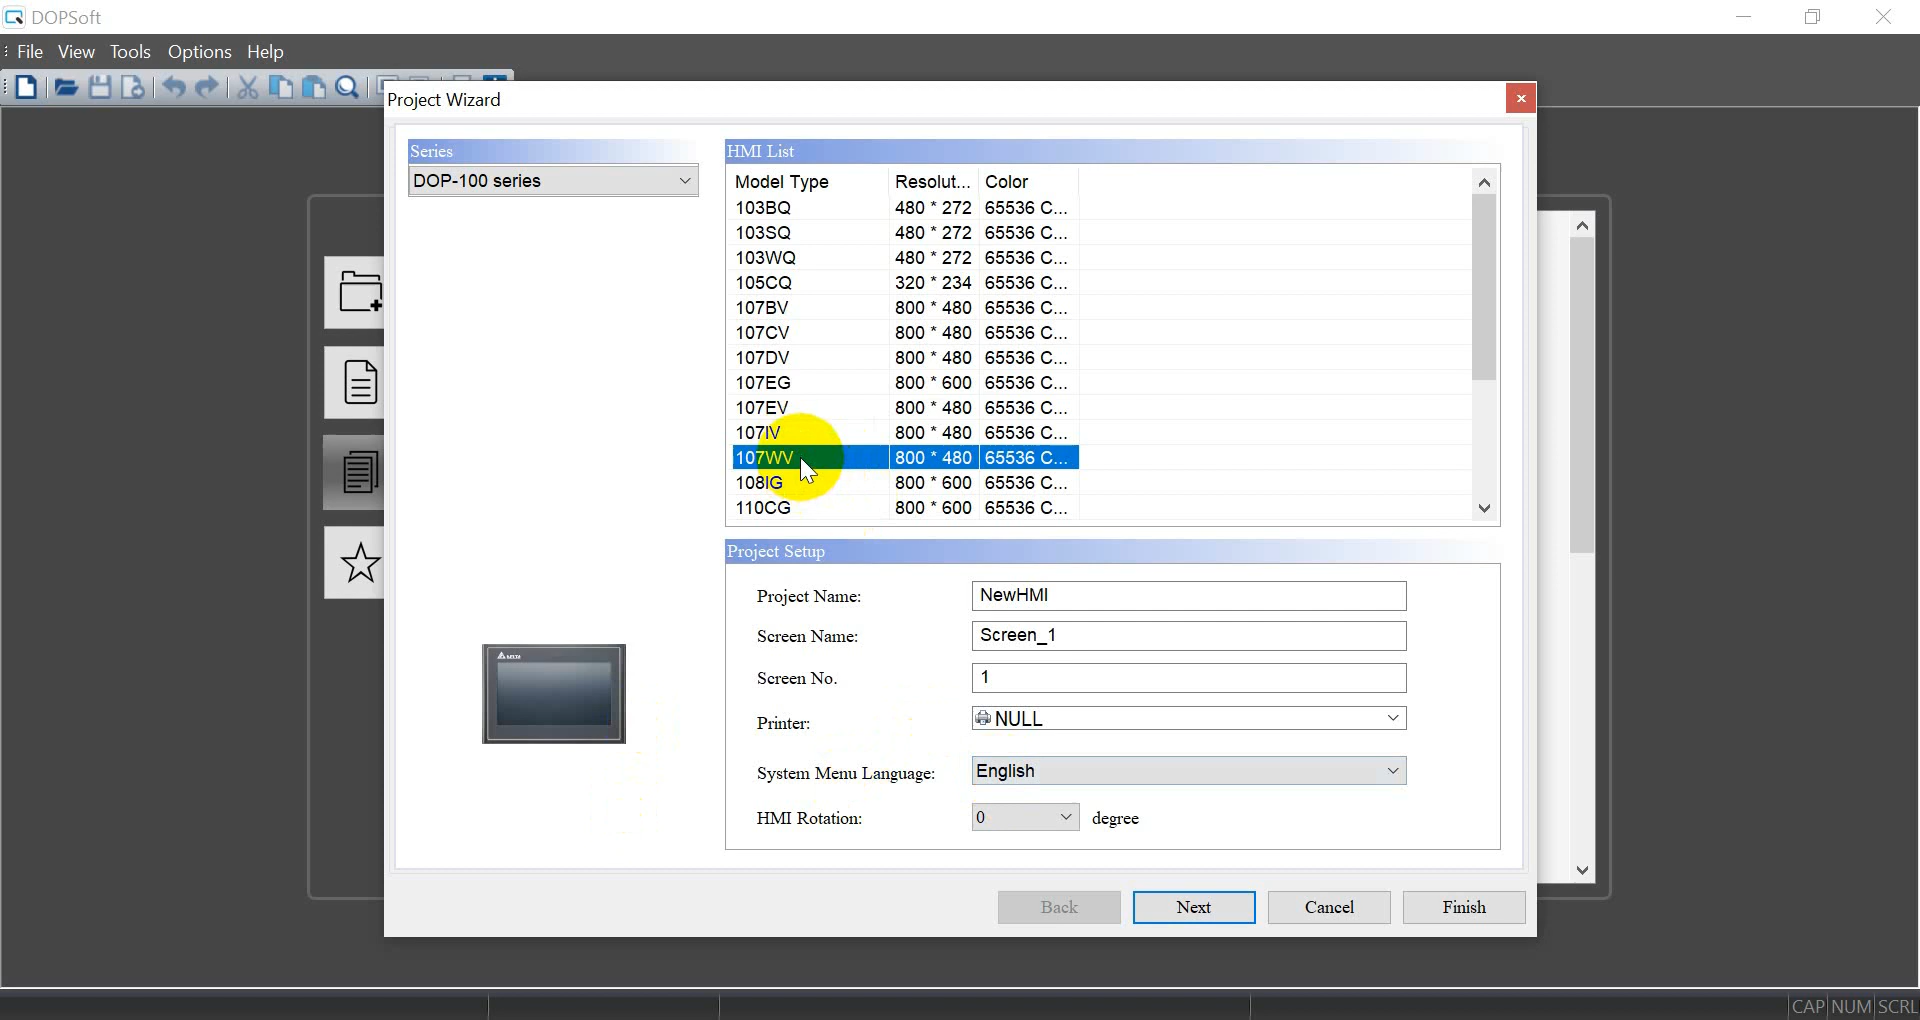 DOPSoft
File View Tools Options Help
Project Wizard
Series
DOP-100 series
HMI List
Model Type Resolut... Color
103BQ 480 * 272 65536 C...
103SQ 480 * 272 65536 C...
103WQ 480 * 272 65536 C...
105CQ 320 * 234 65536 C...
107BV 800 * 480 65536 C...
107CV 800 * 480 65536 C...
107DV 800 * 480 65536 C...
107EG 800 * 600 65536 C...
107EV 800 * 480 65536 C...
107IV 800 * 480 65536 C...
107WV 800 * 480 65536 C...
108IG 800 * 600 65536 C...
110CG 800 * 600 65536 C...
DELTA
Project Setup
Project Name: NewHMI
Screen Name: Screen_1
Screen No. 1
Printer: NULL
System Menu Language: English
HMI Rotation: 0 degree
Back Next Cancel Finish
CAP NUM SCRL